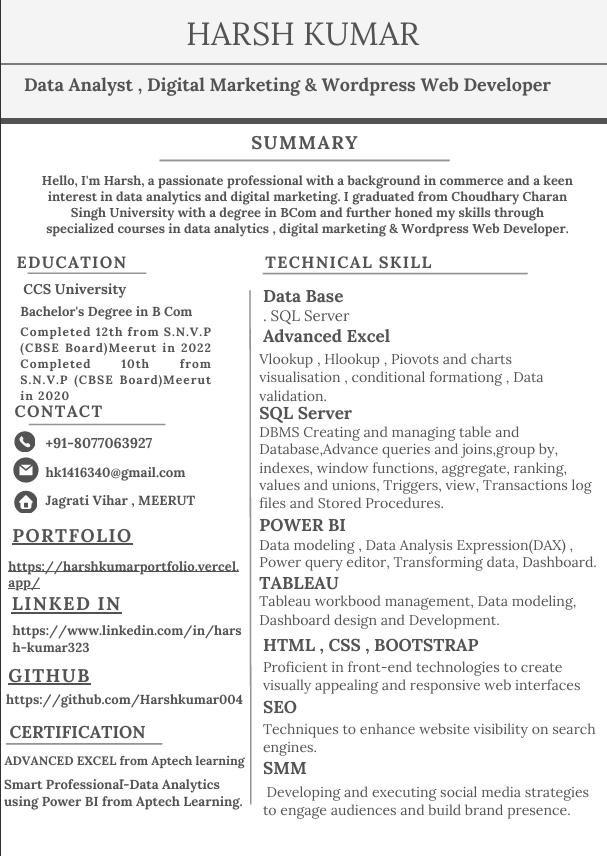 HARSH KUMAR
Data Analyst , Digital Marketing & Wordpress Web Developer
SUMMARY
Hello, I'm Harsh, a passionate professional with a background in commerce and a keen
interest in data analytics and digital marketing. I graduated from Choudhary Charan
Singh University with a degree in BCom and further honed my skills through
specialized courses in data analytics , digital marketing & Wordpress Web Developer.
EDUCATION
CCS University
Bachelor's Degree in B Com
Completed 12th from S.N.V.P
(CBSE Board)Meerut in 2022
Completed 10th from
S.N.V.P (CBSE Board)Meerut
in 2020
CONTACT
+91-8077063927
hk1416340@gmail.com
Jagrati Vihar , MEERUT
PORTFOLIO
https://harshkumarportfolio.vercel.
app/
LINKED IN
https://www.linkedin.com/in/hars
h-kumar323
GITHUB
https://github.com/Harshkumar004
CERTIFICATION
ADVANCED EXCEL from Aptech learning
Smart Professional-Data Analytics
using Power BI from Aptech Learning.
TECHNICAL SKILL
Data Base
. SQL Server
Advanced Excel
Vlookup , Hlookup , Piovots and charts
visualisation , conditional formationg , Data
validation.
SQL Server
DBMS Creating and managing table and
Database,Advance queries and joins,group by,
indexes, window functions, aggregate, ranking,
values and unions, Triggers, view, Transactions log
files and Stored Procedures.
POWER BI
Data modeling , Data Analysis Expression(DAX) ,
Power query editor, Transforming data, Dashboard.
TABLEAU
Tableau workbood management, Data modeling,
Dashboard design and Development.
HTML , CSS , BOOTSTRAP
Proficient in front-end technologies to create
visually appealing and responsive web interfaces
SEO
Techniques to enhance website visibility on search
engines.
SMM
Developing and executing social media strategies
to engage audiences and build brand presence.